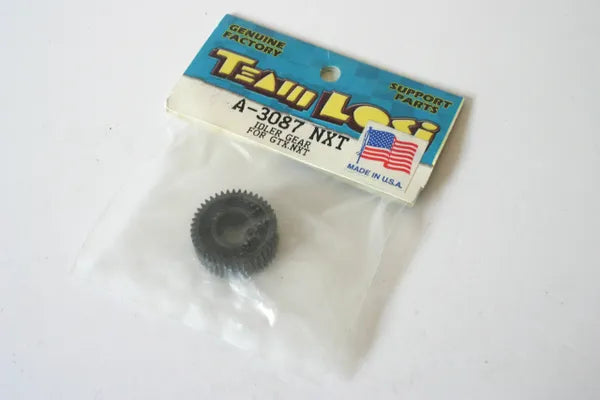 GENUINE
FACTORY
TEAM LOSI
SUPPORT
PARTS
A-3087 NXT
IDLER GEAR
FOR GTX.NXT
MADE IN U.S.A.